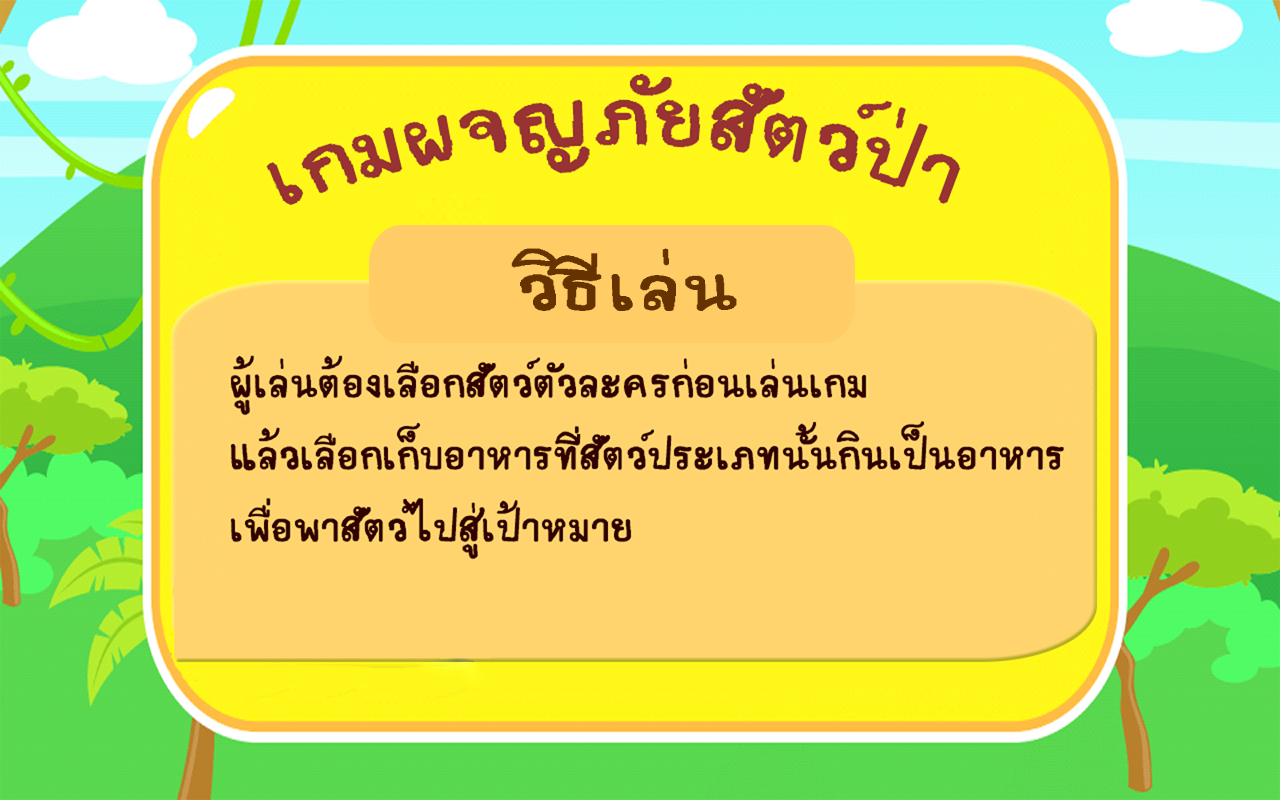 เกมผจญภัยสัตว์ป่า
วิธีเล่น
ผู้เล่นต้องเลือกสัตว์ตัวละครก่อนเล่นเกม
แล้วเลือกเก็บอาหารที่สัตว์ประเภทนั้นกินเป็นอาหาร
เพื่อพาสัตว์ไปสู่เป้าหมาย